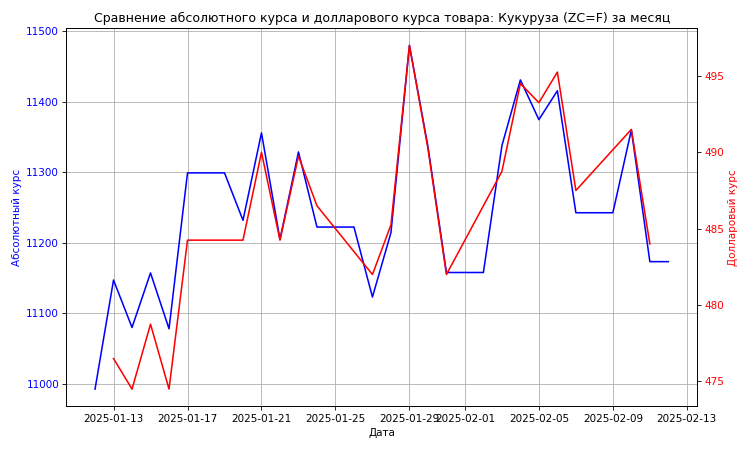 Сравнение абсолютного курса и долларового курса товара: Кукуруза (ZC=F) за месяц
11500
11400
11300
11200
11100
11000
Абсолютный курс
495
490
485
480
475
Долларовый курс
2025-01-13 2025-01-17 2025-01-21 2025-01-25 2025-01-29 2025-02-01 2025-02-05 2025-02-09 2025-02-13
Дата